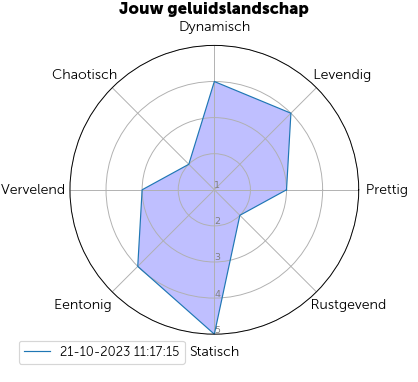 Jouw geluidslandschap
Dynamisch
Chaotisch
Levendig
Vervelend
1
Prettig
2
3
4
Eentonig
Rustgevend
5
21-10-2023 11:17:15
Statisch